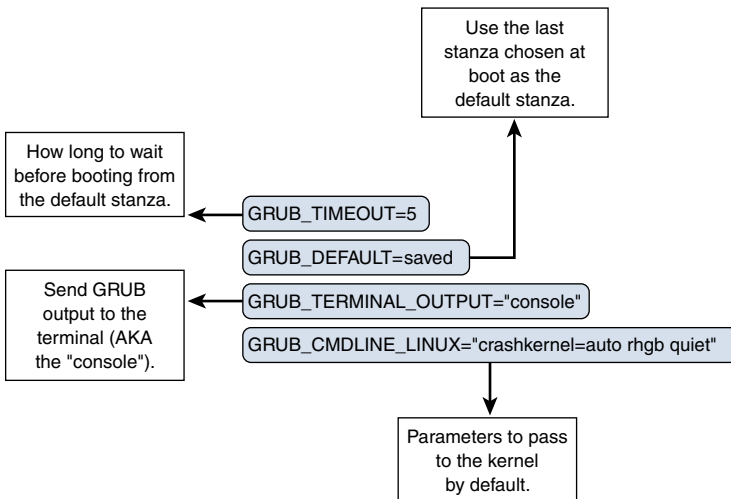 Use the last
stanza chosen at
boot as the
default stanza.
How long to wait
before booting from
the default stanza.
GRUB_TIMEOUT=5
GRUB_DEFAULT=saved
Send GRUB
output to the
terminal (AKA
the "console").
GRUB_TERMINAL_OUTPUT="console"
GRUB_CMDLINE_LINUX="crashkernel=auto rhgb quiet"
Parameters to pass
to the kernel
by default.